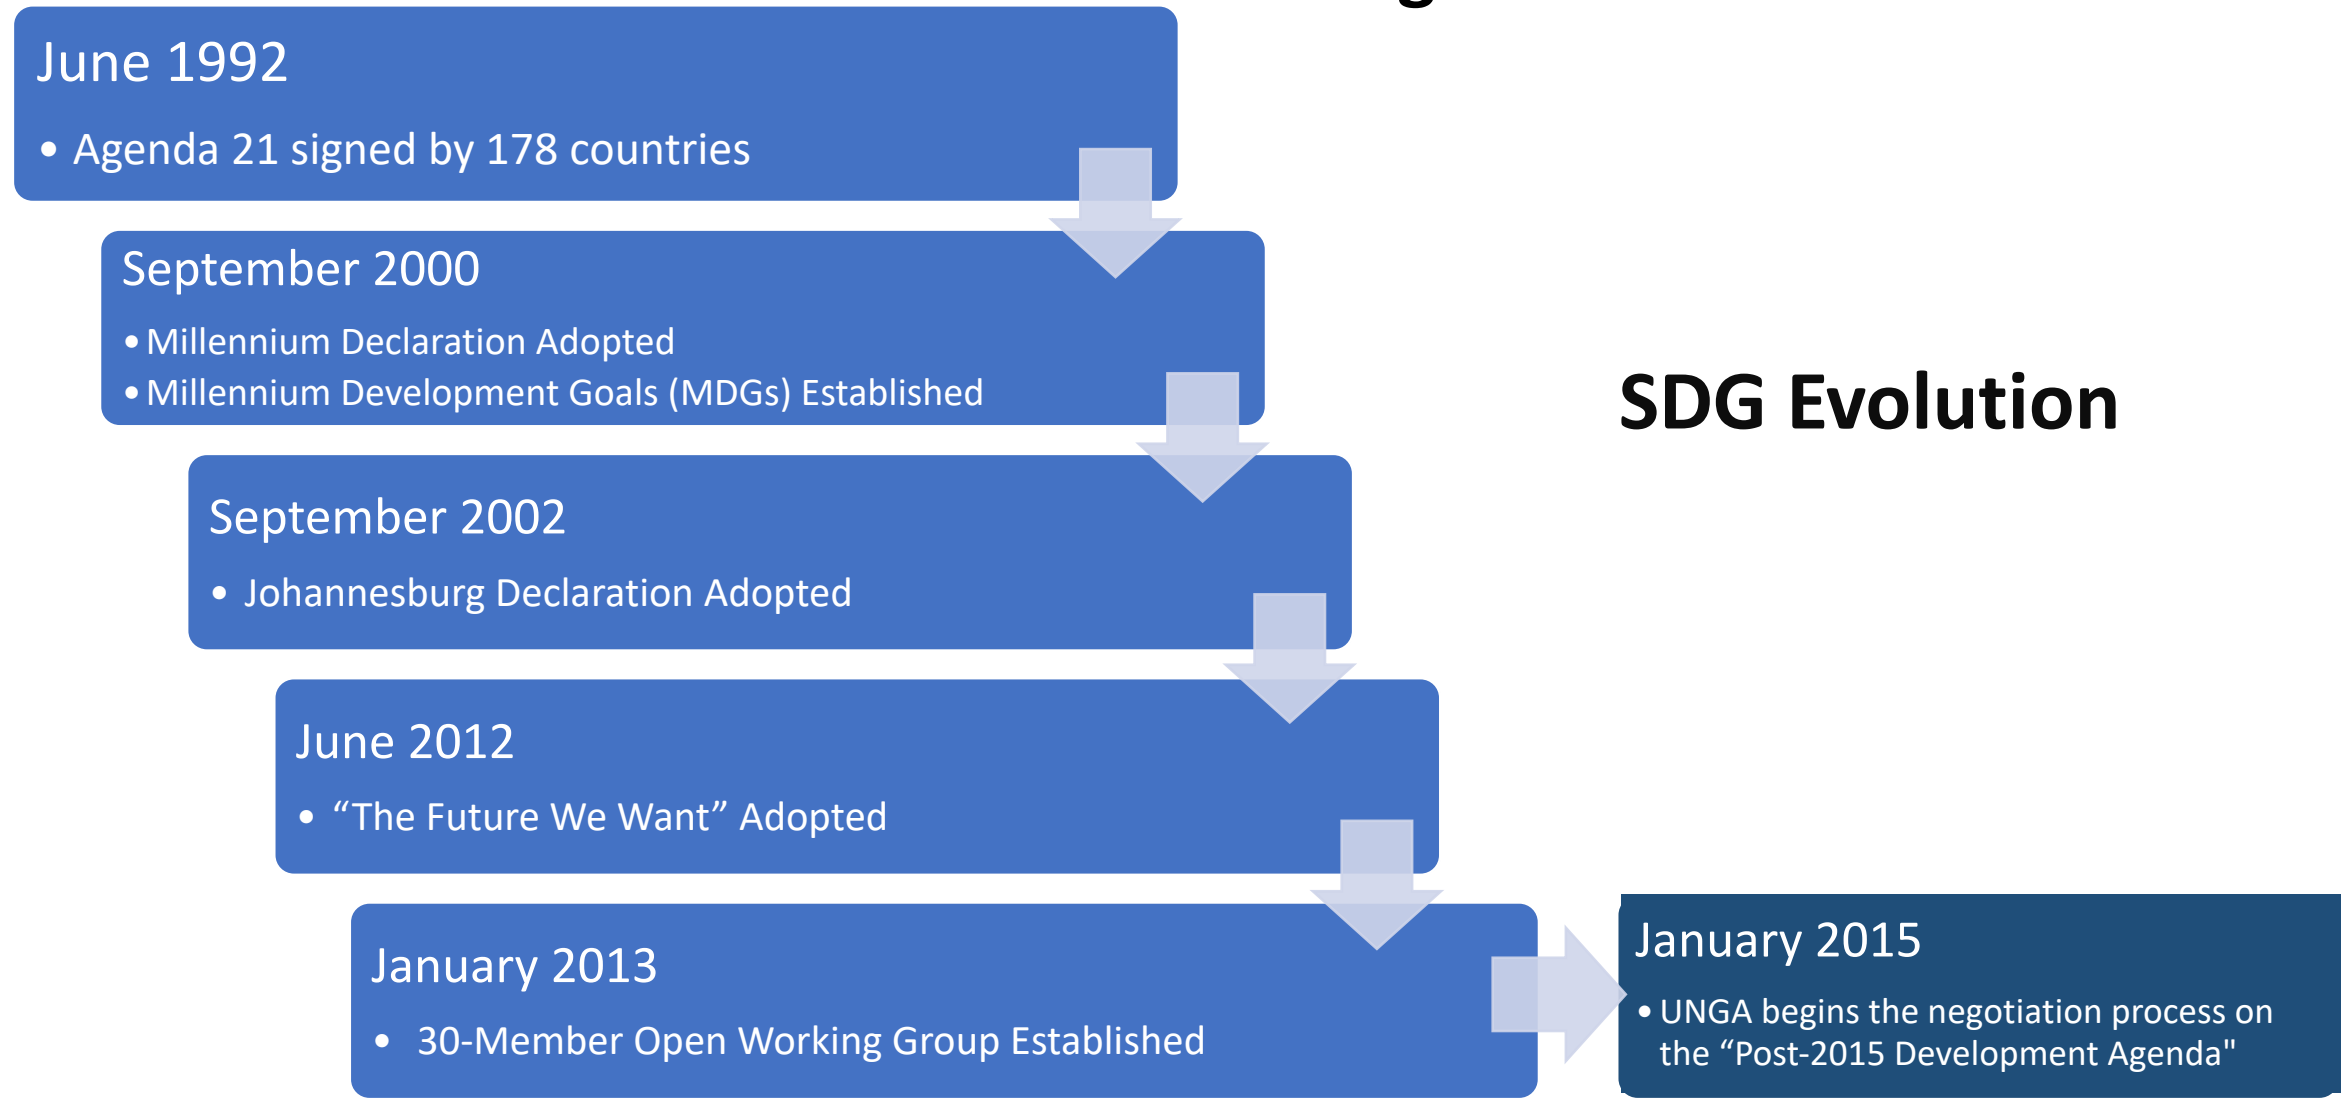 June 1992
• Agenda 21 signed by 178 countries
September 2000
• Millennium Declaration Adopted
• Millennium Development Goals (MDGs) Established
SDG Evolution
September 2002
• Johannesburg Declaration Adopted
June 2012
• “The Future We Want” Adopted
January 2013
• 30-Member Open Working Group Established
January 2015
• UNGA begins the negotiation process on
the “Post-2015 Development Agenda"